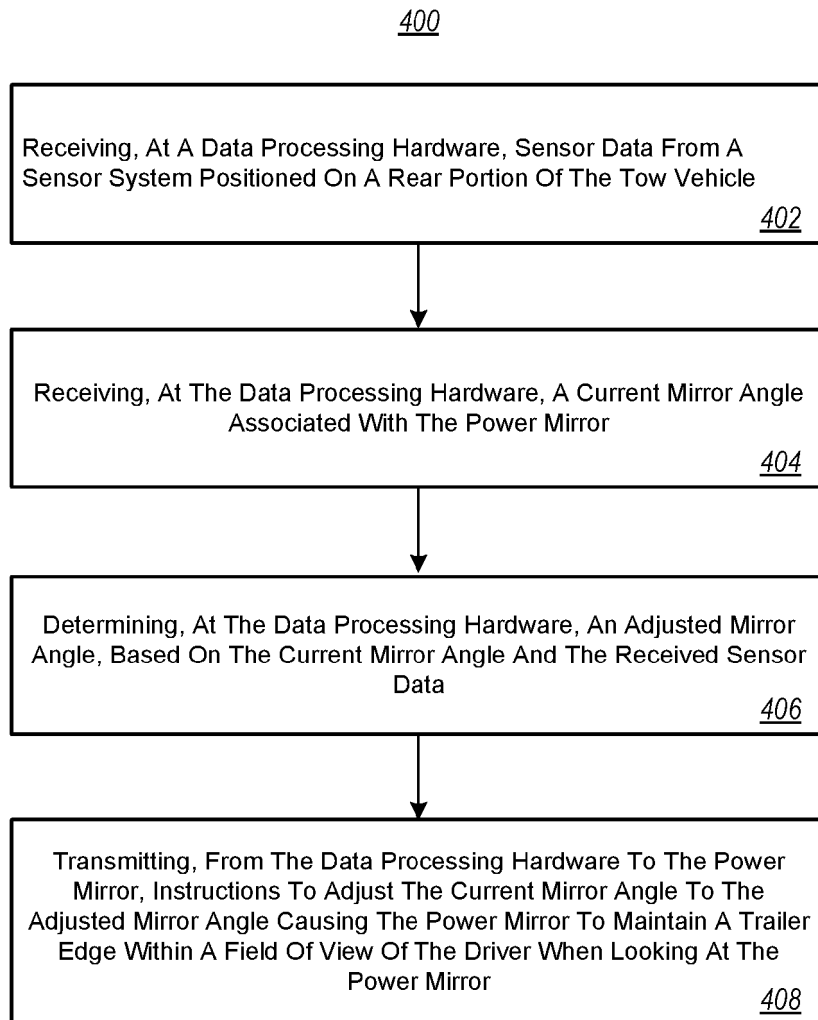 400
Receiving, At A Data Processing Hardware, Sensor Data From A
Sensor System Positioned On A Rear Portion Of The Tow Vehicle
402
Receiving, At The Data Processing Hardware, A Current Mirror Angle
Associated With The Power Mirror
404
Determining, At The Data Processing Hardware, An Adjusted Mirror
Angle, Based On The Current Mirror Angle And The Received Sensor
Data
406
Transmitting, From The Data Processing Hardware To The Power
Mirror, Instructions To Adjust The Current Mirror Angle To The
Adjusted Mirror Angle Causing The Power Mirror To Maintain A Trailer
Edge Within A Field Of View Of The Driver When Looking At The
Power Mirror
408